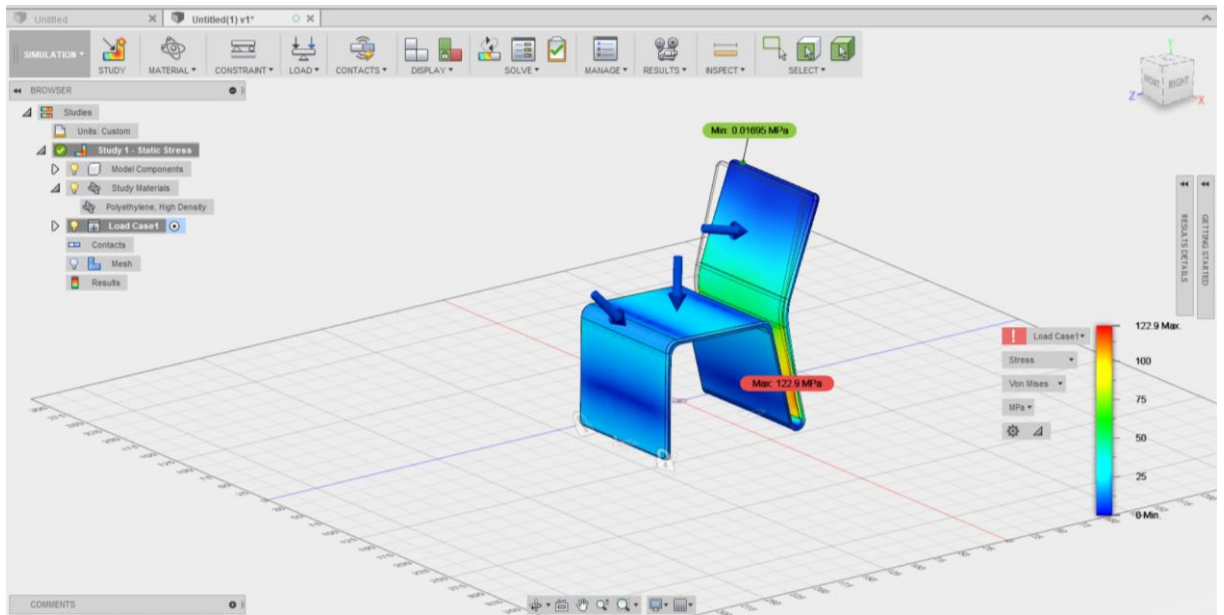 Untitled
Untitled(1) v1*
SIMULATION
STUDY
MATERIAL
CONSTRAINT
LOAD
CONTACTS
DISPLAY
SOLVE
MANAGE
RESULTS
INSPECT
SELECT
BROWSER
Studies
Units: Custom
Study 1 - Static Stress
Model Components
Study Materials
Polyethylene, High Density
Load Case1
Contacts
Mesh
Results
Y
FRONT
RIGHT
Z
X
Min: 0.01695 MPa
Max: 122.9 MPa
RESULTS DETAILS
GETTING STARTED
Load Case1
Stress
Von Mises
MPa
122.9 Max.
100
75
50
25
0 Min.
COMMENTS